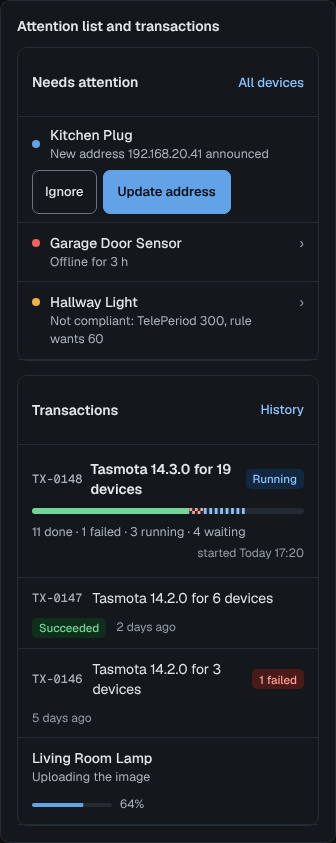 Attention list and transactions
Needs attention
All devices
Kitchen Plug
New address 192.168.20.41 announced
Ignore
Update address
Garage Door Sensor
›
Offline for 3 h
Hallway Light
›
Not compliant: TelePeriod 300, rule
wants 60
Transactions
History
TX-0148
Tasmota 14.3.0 for 19
devices
Running
11 done · 1 failed · 3 running · 4 waiting
started Today 17:20
TX-0147
Tasmota 14.2.0 for 6 devices
Succeeded
2 days ago
TX-0146
Tasmota 14.2.0 for 3
devices
1 failed
5 days ago
Living Room Lamp
Uploading the image
64%